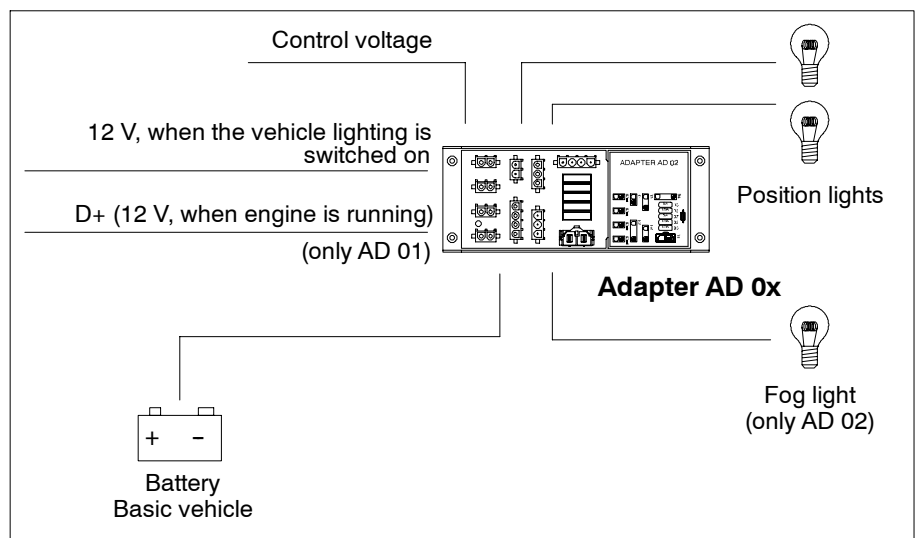 Control voltage
12 V, when the vehicle lighting is
switched on
D+ (12 V, when engine is running)
(only AD 01)
ADAPTER AD 02
Position lights
Adapter AD 0x
Fog light
(only AD 02)
+ −
Battery
Basic vehicle